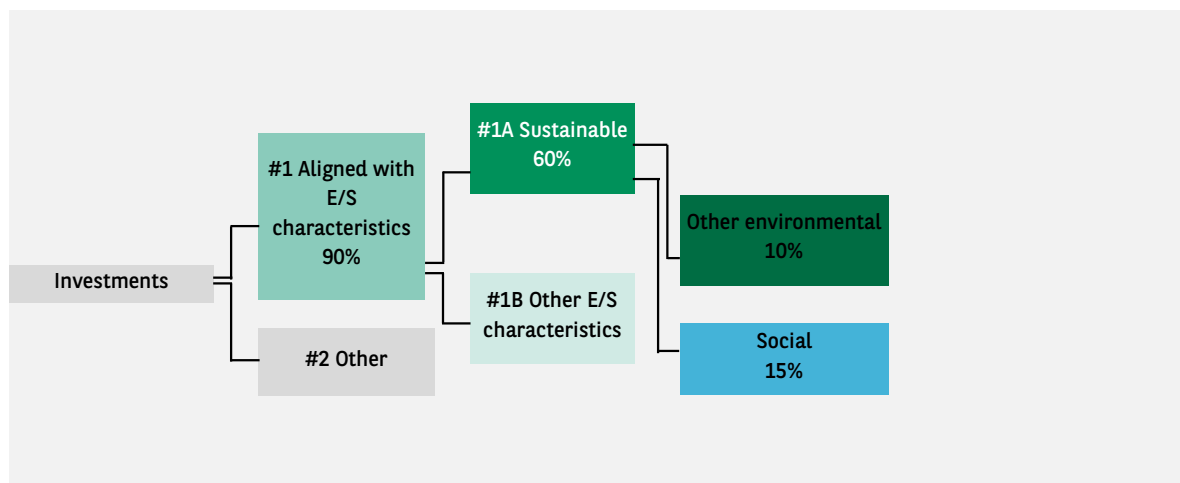 Investments
#1 Aligned with
E/S
characteristics
90%
#2 Other
#1A Sustainable
60%
#1B Other E/S
characteristics
Other environmental
10%
Social
15%